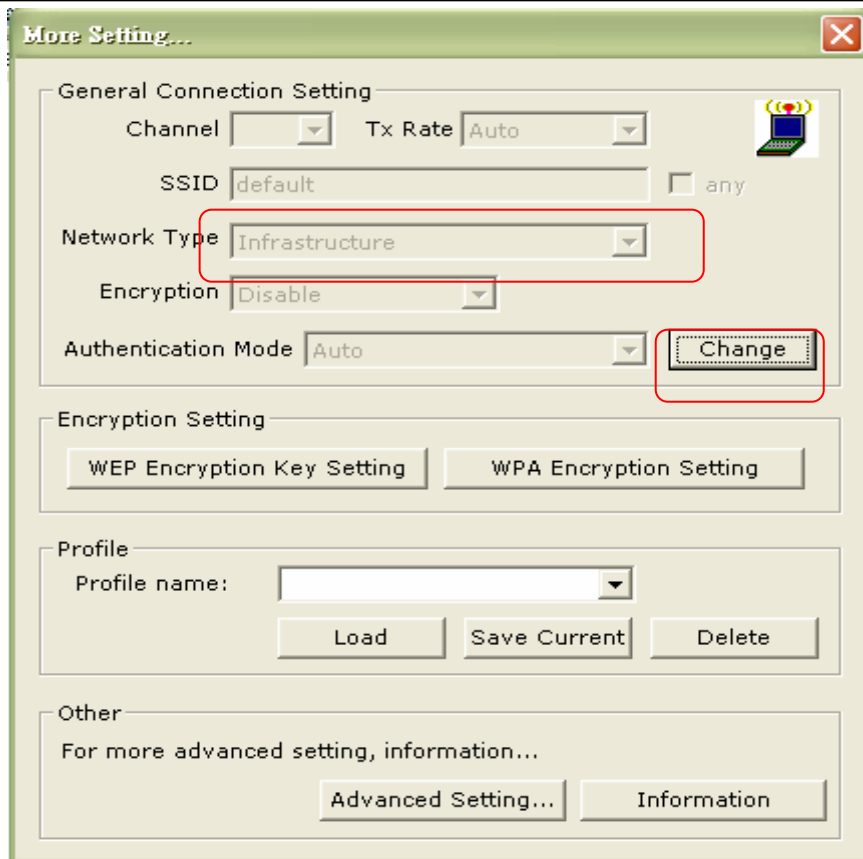 More Setting...
General Connection Setting
Channel Tx Rate Auto
SSID default any
Network Type Infrastructure
Encryption Disable
Authentication Mode Auto Change
Encryption Setting
WEP Encryption Key Setting WPA Encryption Setting
Profile
Profile name:
Load Save Current Delete
Other
For more advanced setting, information...
Advanced Setting... Information